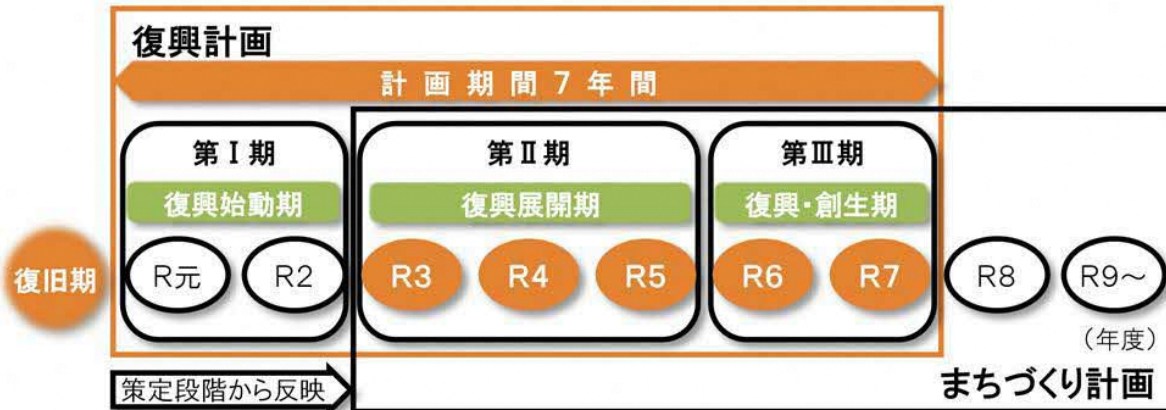 復興計画
計画期間7年間
第Ⅰ期
復興始動期
第Ⅱ期
復興展開期
第Ⅲ期
復興・創生期
復旧期
R元
R2
R3
R4
R5
R6
R7
R8
R9～
（年度）
策定段階から反映
まちづくり計画